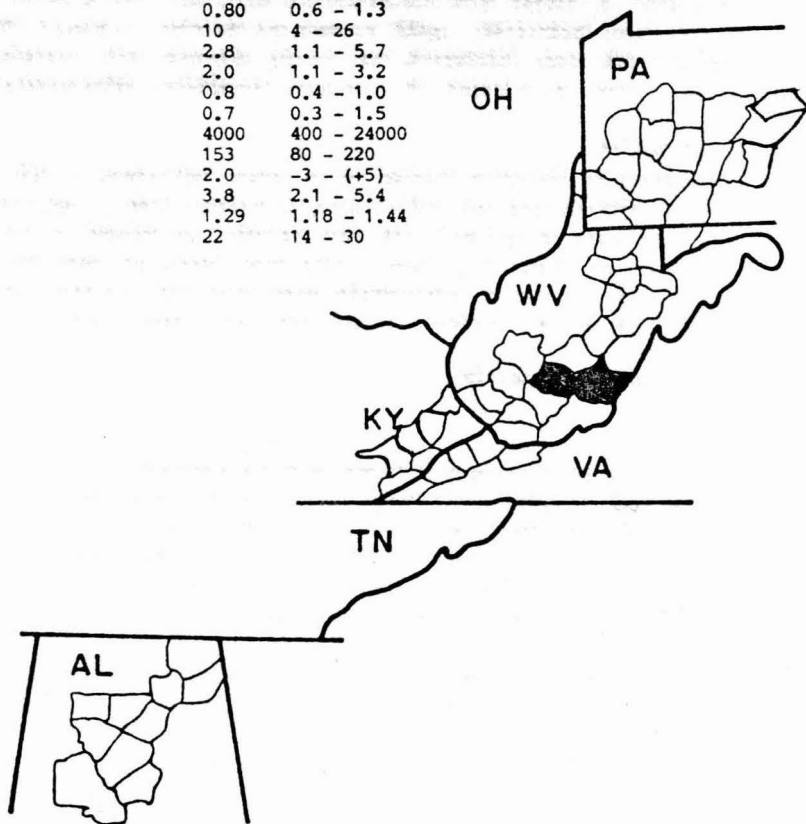 0.80 0.6 - 1.3
10 4 - 26
2.8 1.1 - 5.7
2.0 1.1 - 3.2
0.8 0.4 - 1.0
0.7 0.3 - 1.5
4000 400 - 24000
153 80 - 220
2.0 -3 - (+5)
3.8 2.1 - 5.4
1.29 1.18 - 1.44
22 14 - 30
OH
PA
WV
KY
VA
TN
AL